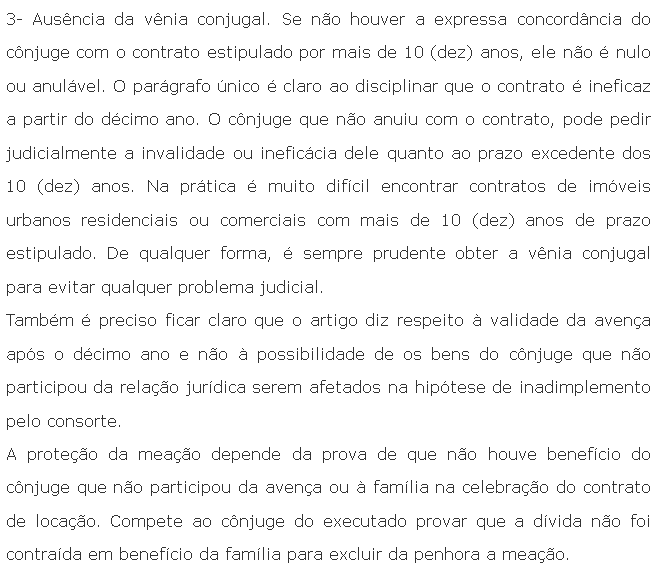 3- Ausência da vênia conjugal. Se não houver a expressa concordância do
cônjuge com o contrato estipulado por mais de 10 (dez) anos, ele não é nulo
ou anulável. O parágrafo único é claro ao disciplinar que o contrato é ineficaz
a partir do décimo ano. O cônjuge que não anuiu com o contrato, pode pedir
judicialmente a invalidade ou ineficácia dele quanto ao prazo excedente dos
10 (dez) anos. Na prática é muito difícil encontrar contratos de imóveis
urbanos residenciais ou comerciais com mais de 10 (dez) anos de prazo
estipulado. De qualquer forma, é sempre prudente obter a vênia conjugal
para evitar qualquer problema judicial.
Também é preciso ficar claro que o artigo diz respeito à validade da avença
após o décimo ano e não à possibilidade de os bens do cônjuge que não
participou da relação jurídica serem afetados na hipótese de inadimplemento
pelo consorte.
A proteção da meação depende da prova de que não houve benefício do
cônjuge que não participou da avença ou à família na celebração do contrato
de locação. Compete ao cônjuge do executado provar que a dívida não foi
contraída em benefício da família para excluir da penhora a meação.